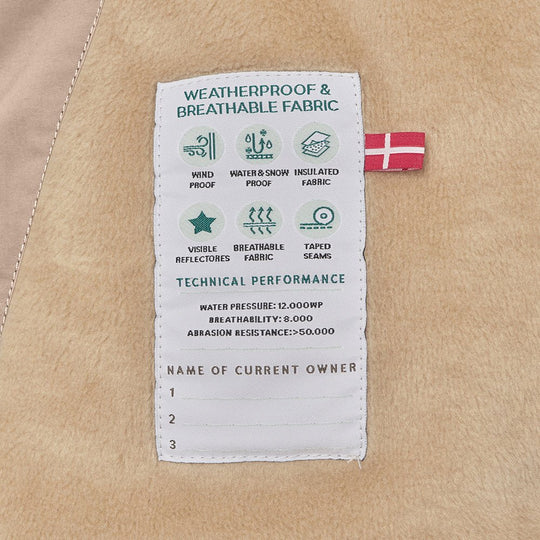 WEATHERPROOF &
BREATHABLE FABRIC
WIND
PROOF
WATER & SNOW
PROOF
INSULATED
FABRIC
VISIBLE
REFLECTORES
BREATHABLE
FABRIC
TAPED
SEAMS
TECHNICAL PERFORMANCE
WATER PRESSURE: 12.000WP
BREATHABILITY: 8.000
ABRASION RESISTANCE:>50.000
NAME OF CURRENT OWNER
1
2
3